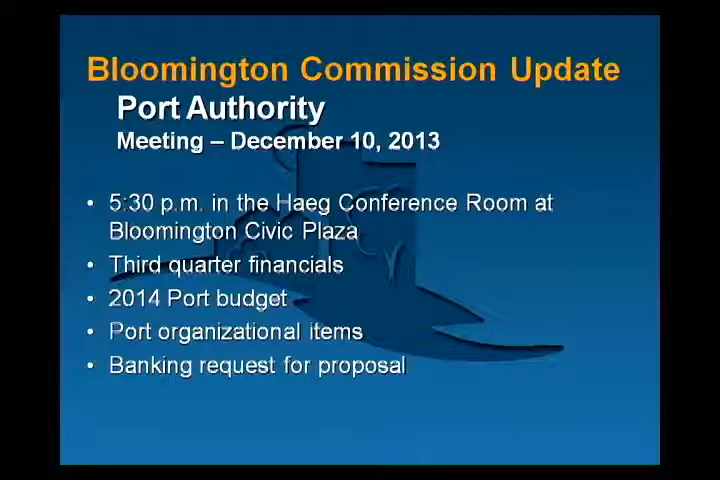 Bloomington Commission Update
Port Authority
Meeting – December 10, 2013
• 5:30 p.m. in the Haeg Conference Room at
Bloomington Civic Plaza
• Third quarter financials
• 2014 Port budget
• Port organizational items
• Banking request for proposal